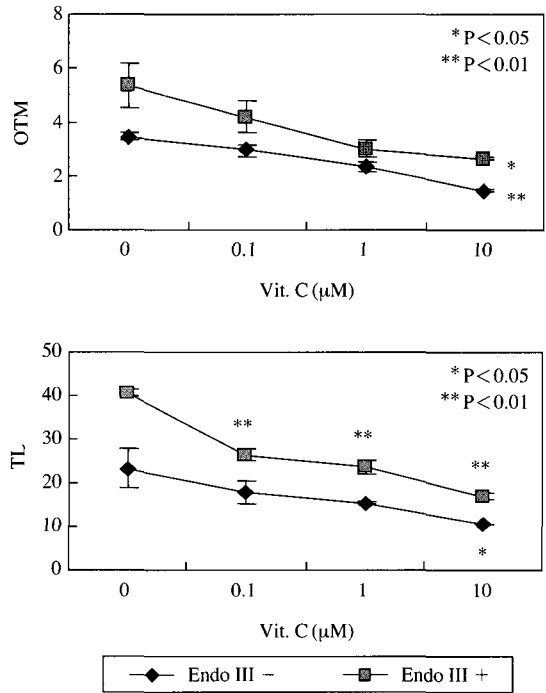 8
6
4
2
0
OTM
* P<0.05
** P<0.01
*
**
0 0.1 1 10
Vit. C (μM)
50
40
30
20
10
0
TL
* P<0.05
** P<0.01
** ** **
*
0 0.1 1 10
Vit. C (μM)
Endo III − Endo III +